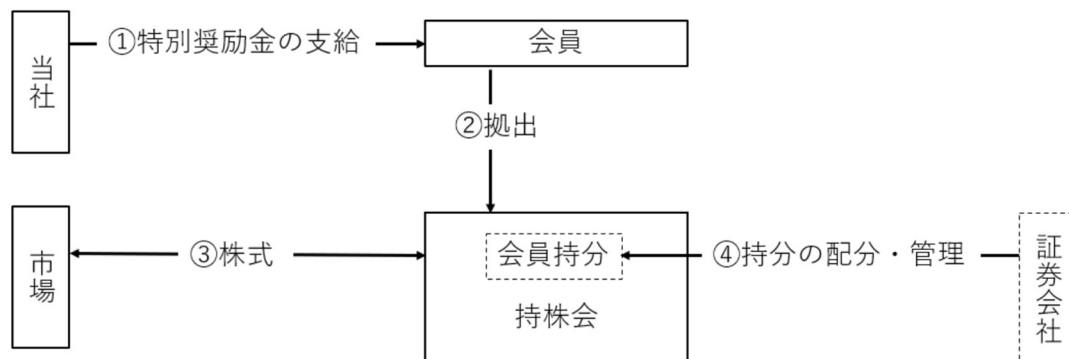 当社
①特別奨励金の支給
会員
②拠出
市場
③株式
会員持分
④持分の配分・管理
証券会社
持株会